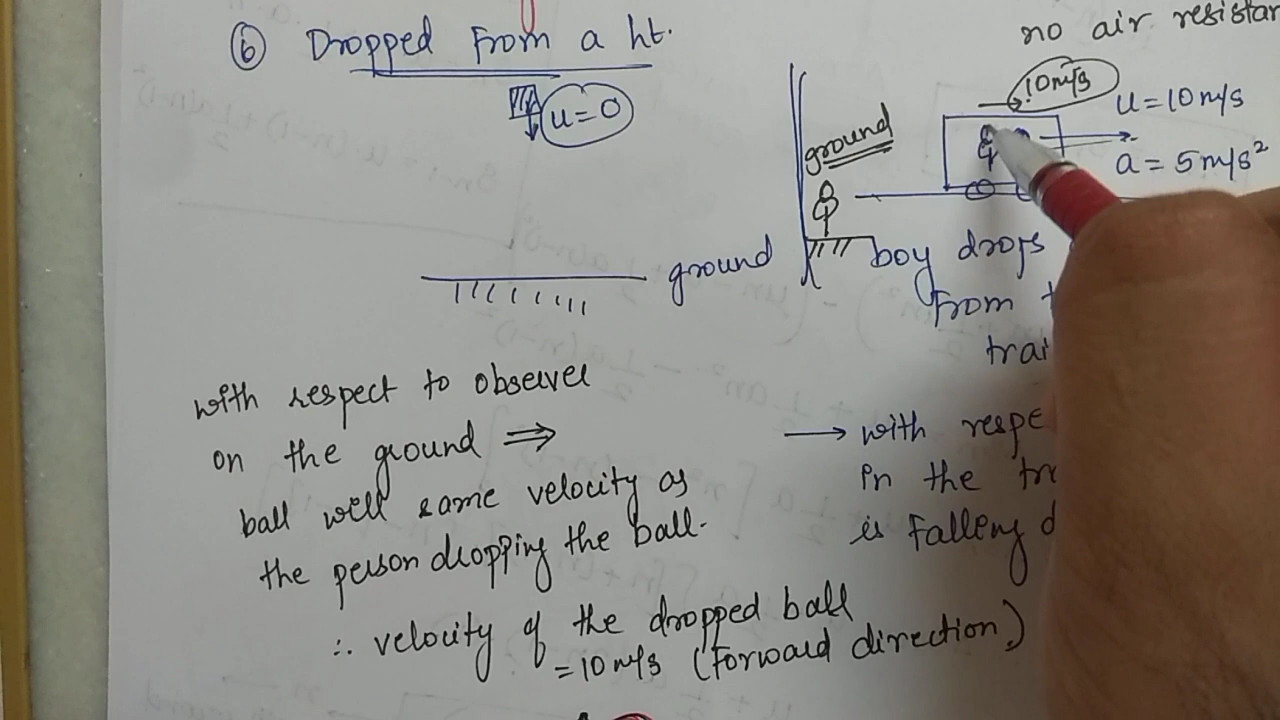 ⑥ Dropped From a ht.
u=0
ground
no air resistan
10m/s
u=10m/s
a = 5m/s²
ground
boy drops
From t
trai
with respect to observer
on the ground ⇒
ball will same velocity as
the person dropping the ball.
∴ velocity of the dropped ball
=10m/s (Forward direction)
→ with respe
in the tr
is Falling d